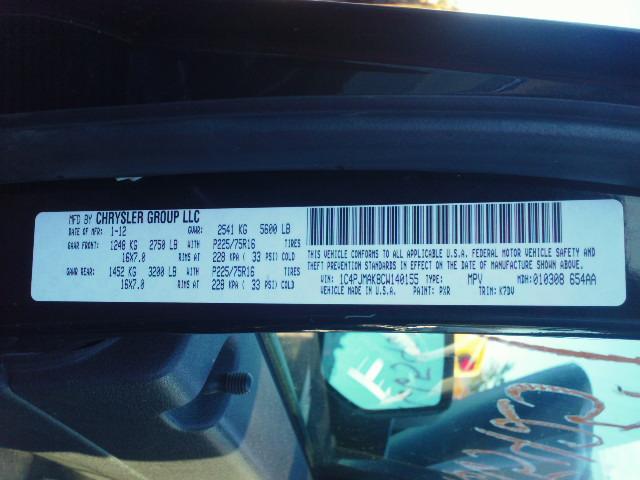 MFD BY CHRYSLER GROUP LLC
DATE OF MFR 1-12 GVWR: 2541 KG 5600 LB
GAWR FRONT: 1248 KG 2750 LB WITH P225/75R16 TIRES
16X7.0 RIMS AT 228 KPA ( 33 PSI) COLD
GAWR REAR: 1452 KG 3200 LB WITH P225/75R16 TIRES
16X7.0 RIMS AT 228 KPA ( 33 PSI) COLD
THIS VEHICLE CONFORMS TO ALL APPLICABLE U.S.A. FEDERAL MOTOR VEHICLE SAFETY AND
THEFT PREVENTION STANDARDS IN EFFECT ON THE DATE OF MANUFACTURE SHOWN ABOVE.
VIN: 1C4PJMAK8CW140155 TYPE: MPV MDH: 010308 654AA
VEHICLE MADE IN U.S.A. PAINT: PXR TRIM: K7DV